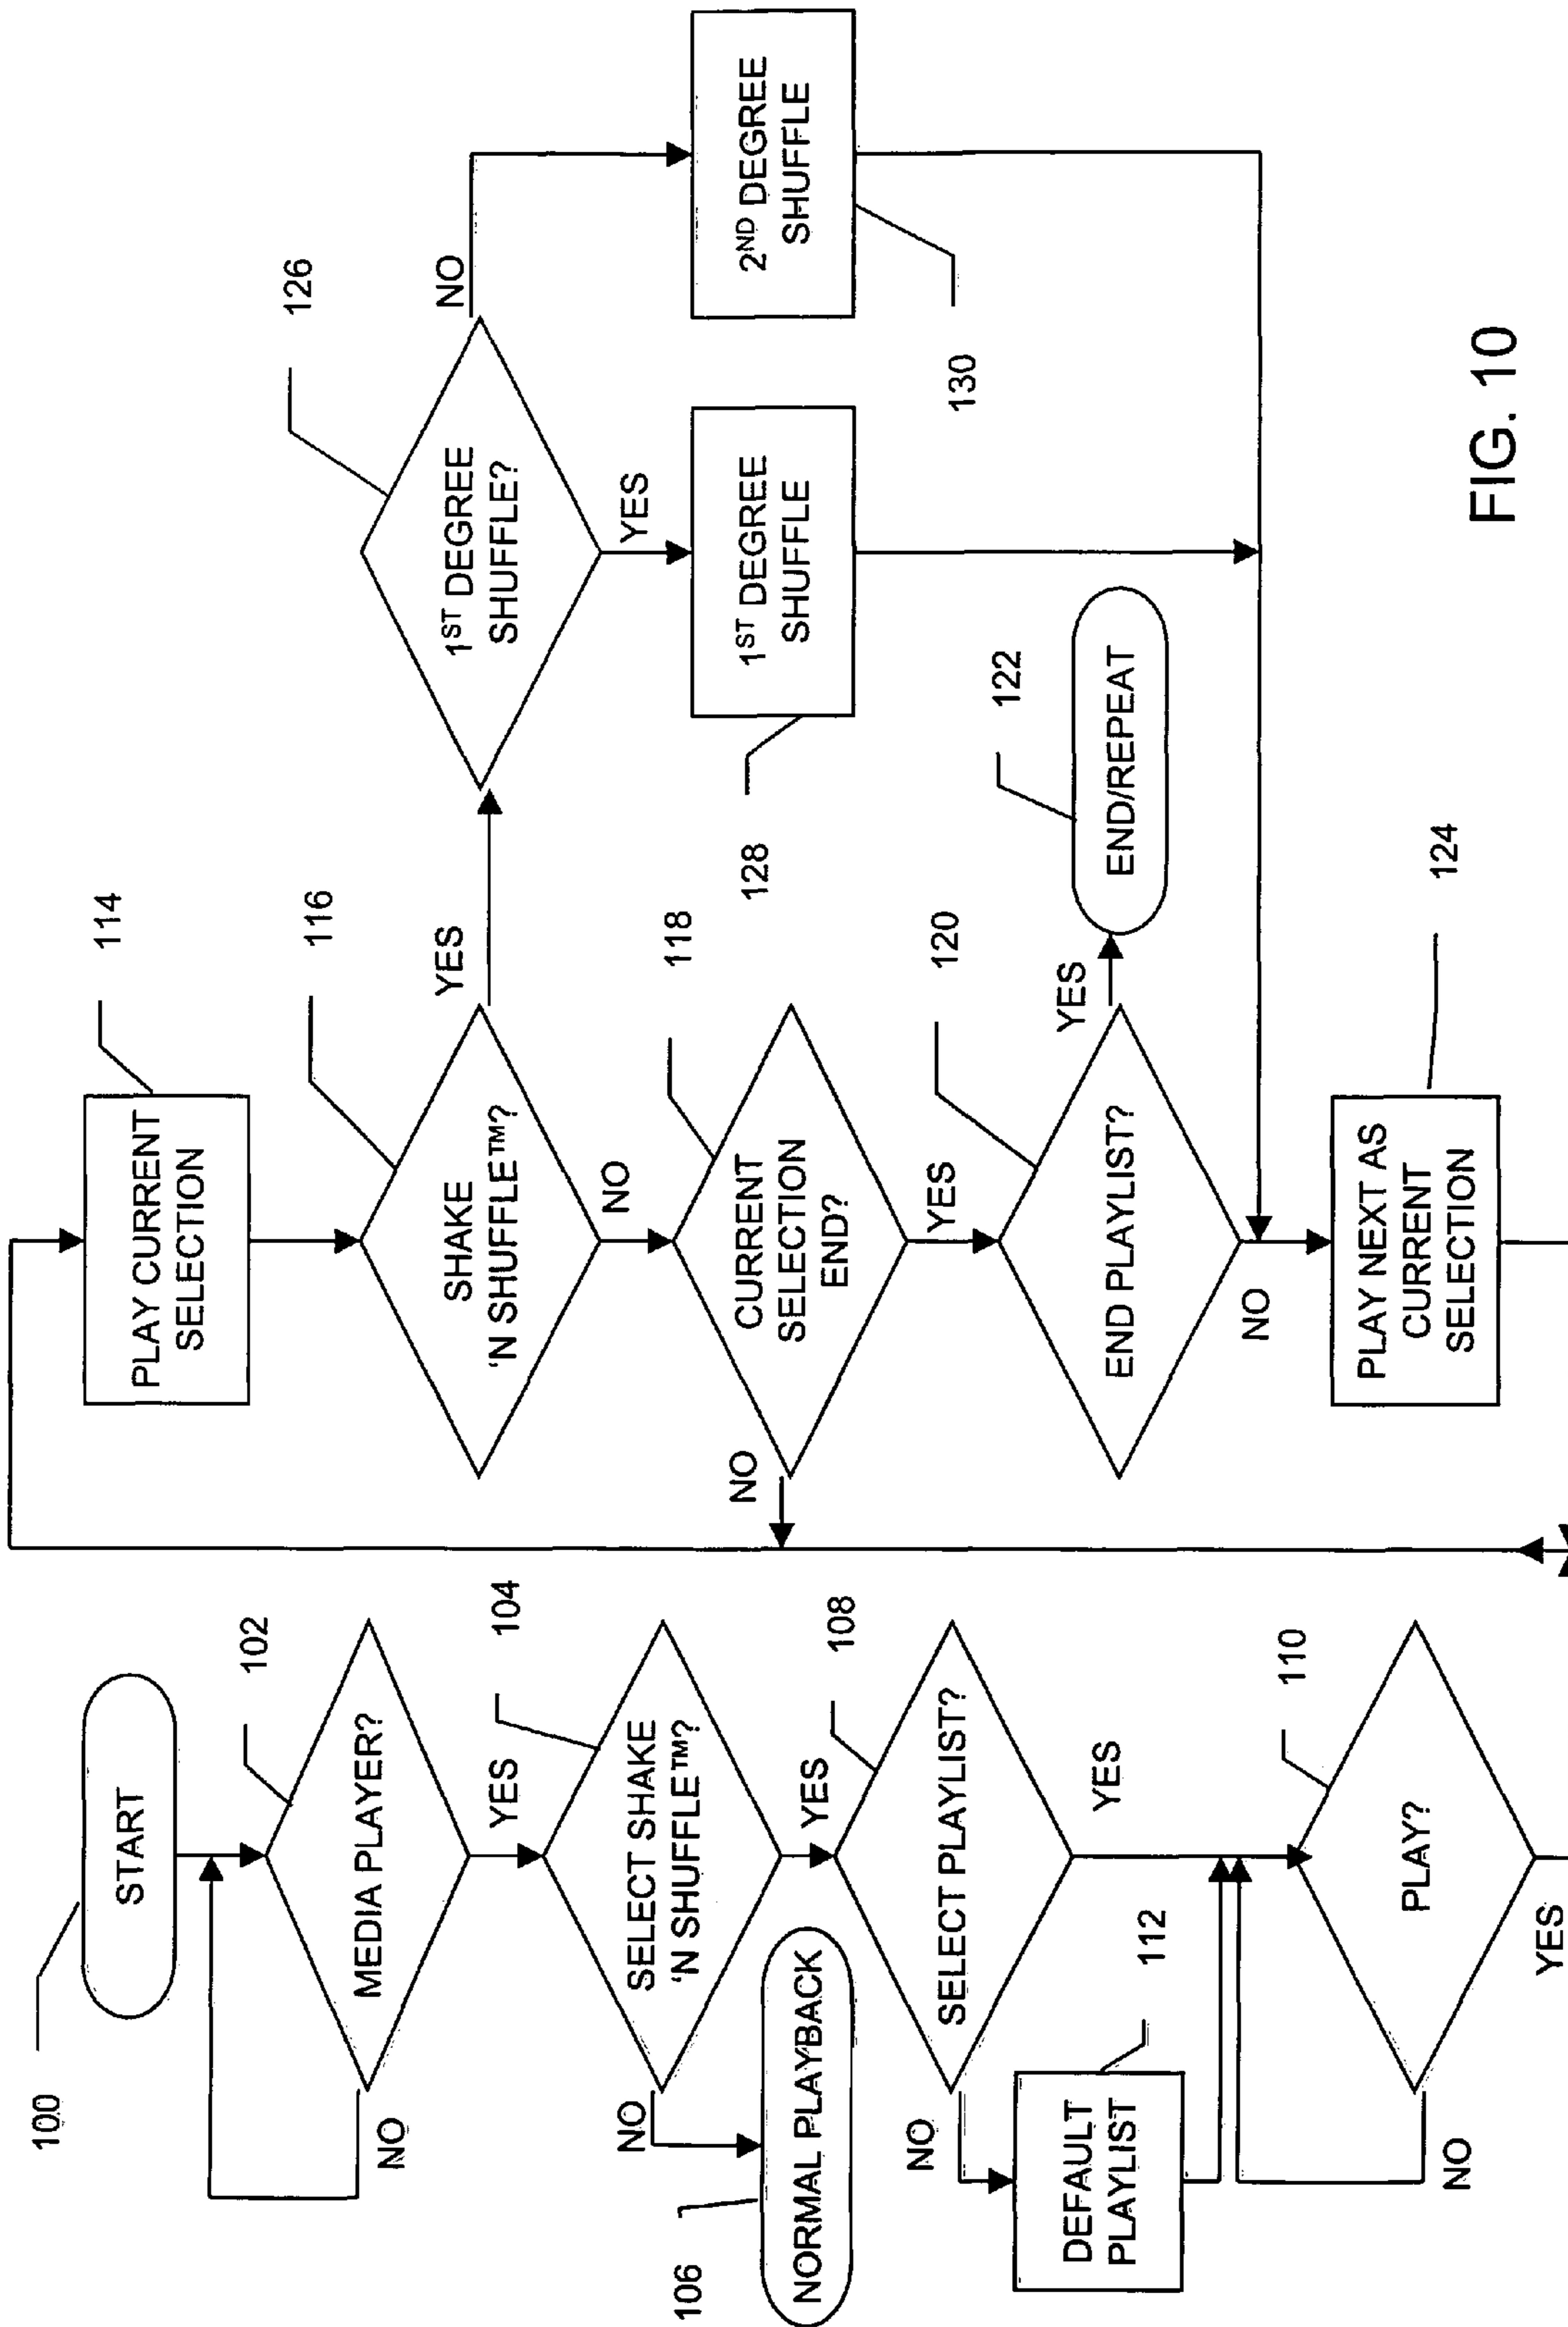 100
START
102
MEDIA PLAYER?
NO
YES
104
SELECT SHAKE
'N SHUFFLE™?
NO
106
NORMAL PLAYBACK
YES
108
SELECT PLAYLIST?
NO
112
DEFAULT
PLAYLIST
YES
110
PLAY?
NO
YES
114
PLAY CURRENT
SELECTION
116
SHAKE
'N SHUFFLE™?
YES
NO
118
CURRENT
SELECTION
END?
NO
YES
120
END PLAYLIST?
YES
122
END/REPEAT
NO
124
PLAY NEXT AS
CURRENT
SELECTION
126
1ST DEGREE
SHUFFLE?
NO
YES
128
1ST DEGREE
SHUFFLE
130
2ND DEGREE
SHUFFLE
FIG. 10